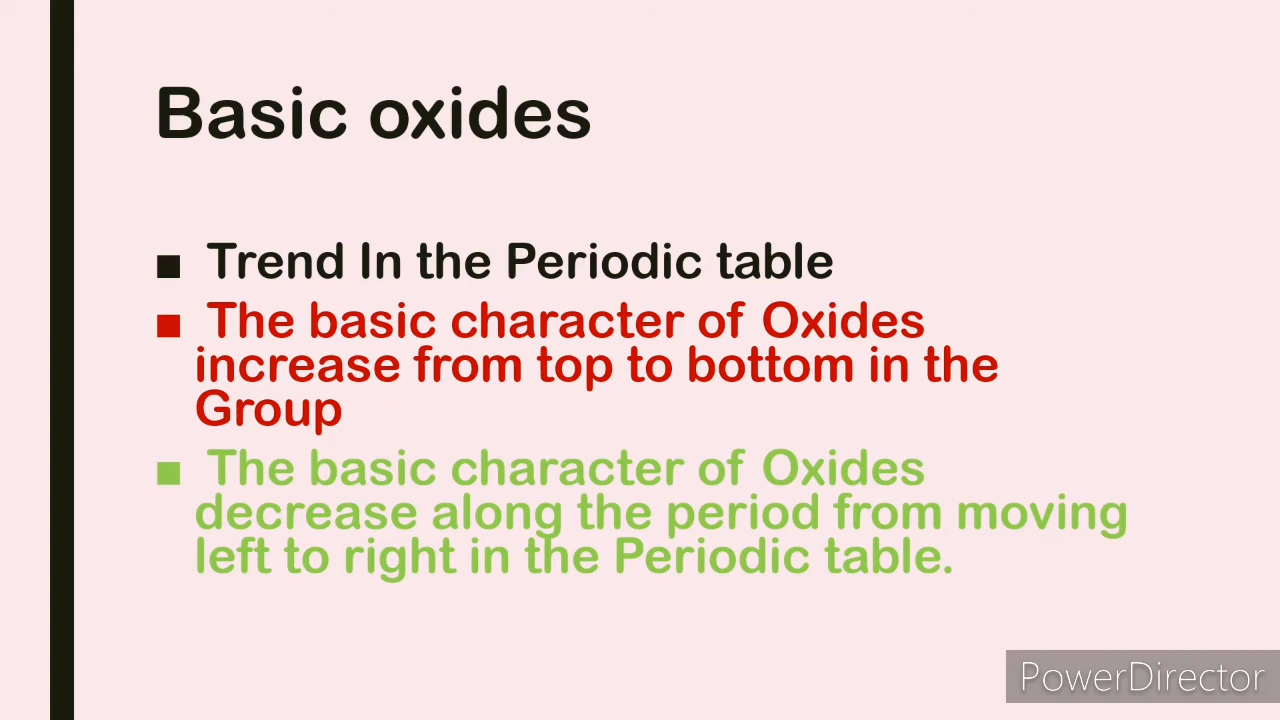 Basic oxides
■ Trend In the Periodic table
■ The basic character of Oxides
increase from top to bottom in the
Group
■ The basic character of Oxides
decrease along the period from moving
left to right in the Periodic table.
PowerDirector